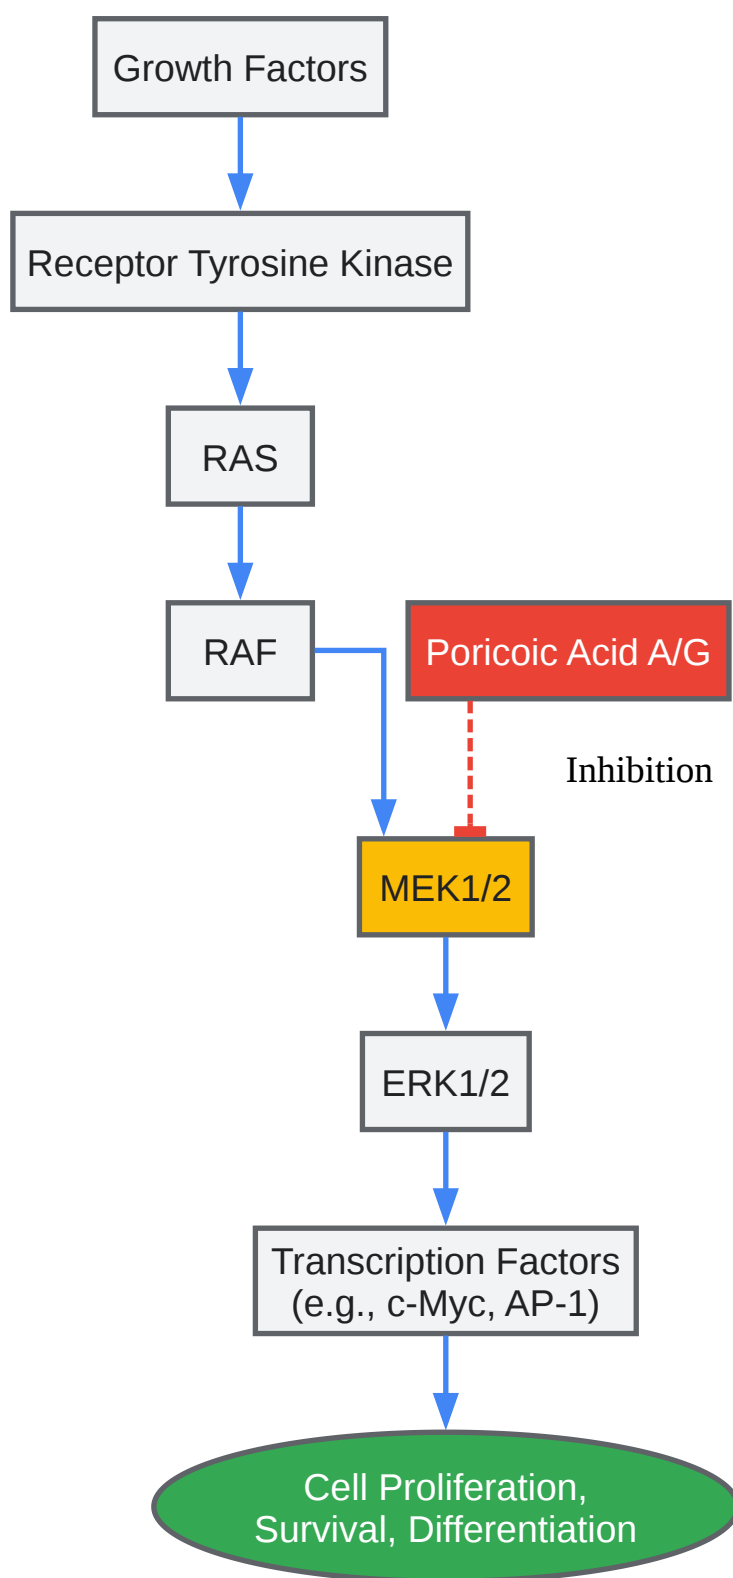 Growth Factors
Receptor Tyrosine Kinase
RAS
RAF
Poricoic Acid A/G
Inhibition
MEK1/2
ERK1/2
Transcription Factors
(e.g., c-Myc, AP-1)
Cell Proliferation,
Survival, Differentiation